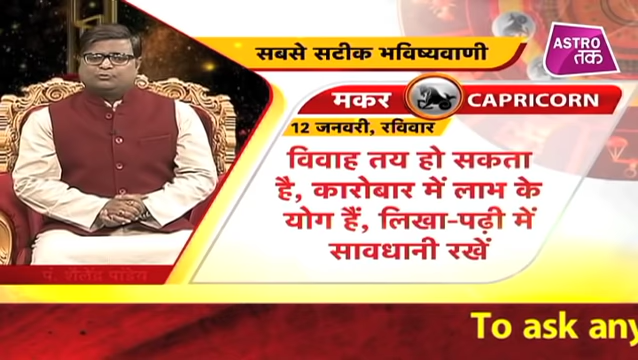 सबसे सटीक भविष्यवाणी
ASTRO
तक
मकर CAPRICORN
12 जनवरी, रविवार
विवाह तय हो सकता
है, कारोबार में लाभ के
योग हैं, लिखा-पढ़ी में
सावधानी रखें
पं. शैलेन्द्र पांडेय
To ask any